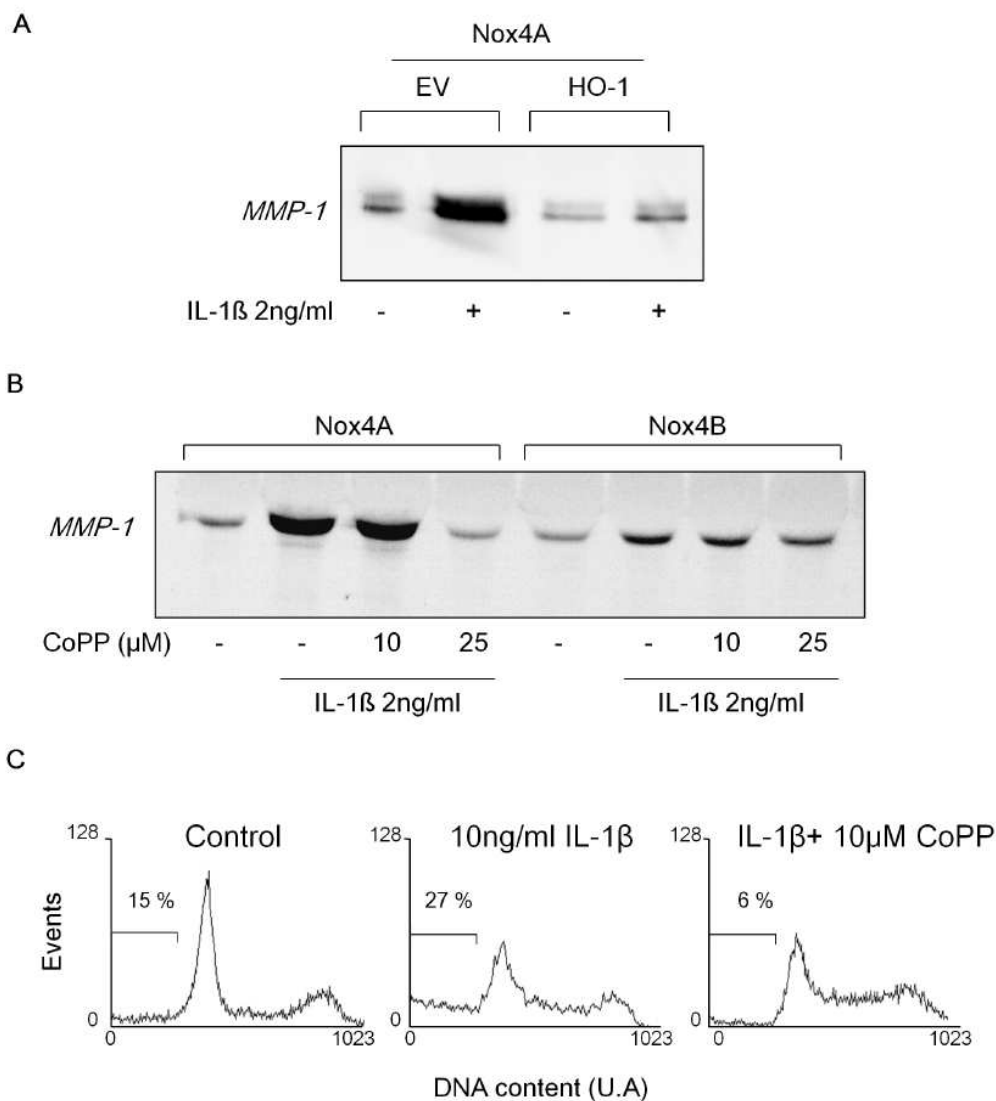 A
Nox4A
EV HO-1
MMP-1
IL-1ß 2ng/ml - + - +
B
Nox4A Nox4B
MMP-1
CoPP (µM) - - 10 25 - - 10 25
IL-1ß 2ng/ml IL-1ß 2ng/ml
C
128 Control 128 10ng/ml IL-1β 128 IL-1β+ 10µM CoPP
15 % 27 % 6 %
Events
0 0 0
0 1023 0 1023 0 1023
DNA content (U.A)